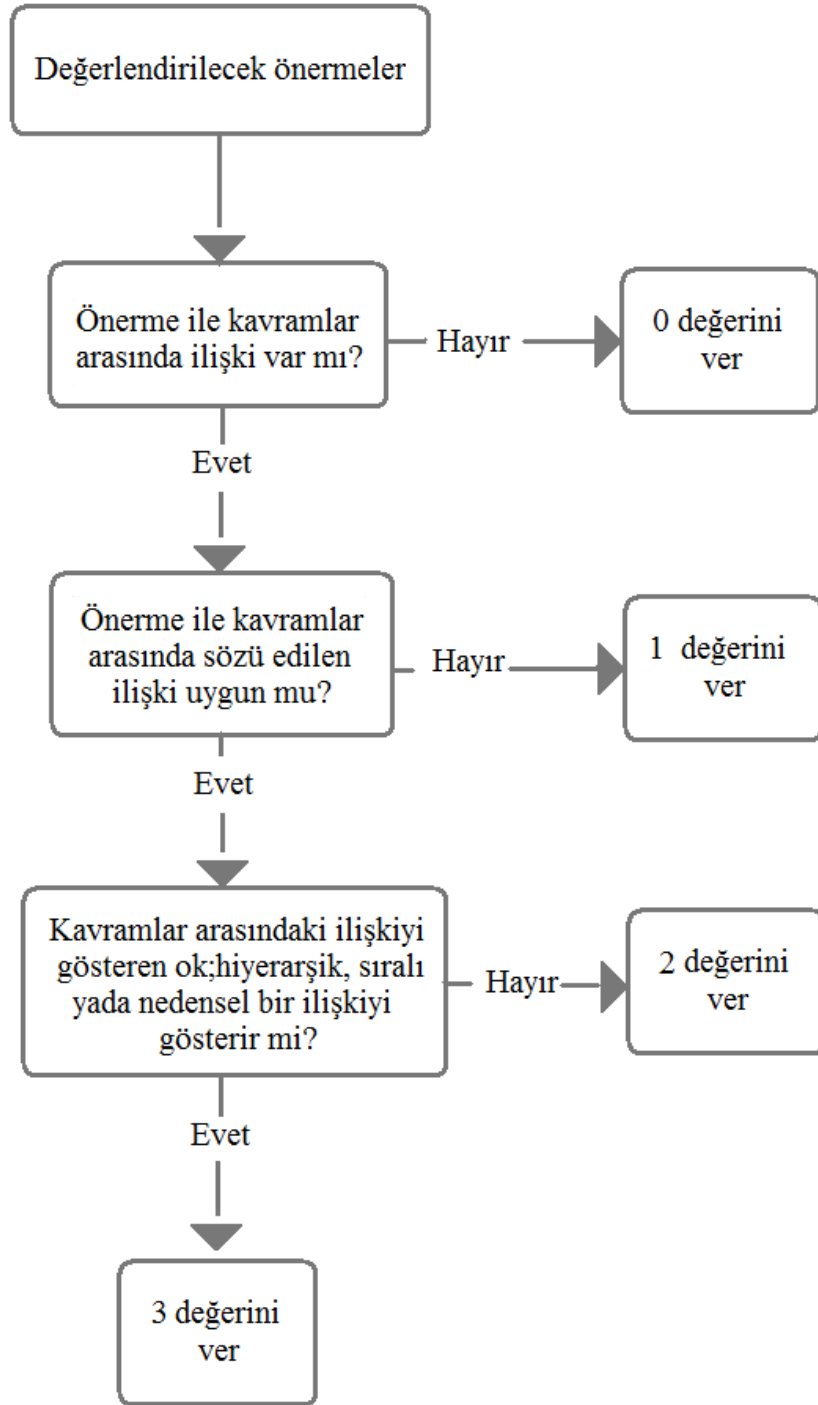 Değerlendirilecek önermeler
Önerme ile kavramlar
arasında ilişki var mı?
Hayır
0 değerini
ver
Evet
Önerme ile kavramlar
arasında sözü edilen
ilişki uygun mu?
Hayır
1 değerini
ver
Evet
Kavramlar arasındaki ilişkiyi
gösteren ok;hiyerarşik, sıralı
yada nedensel bir ilişkiyi
gösterir mi?
Hayır
2 değerini
ver
Evet
3 değerini
ver